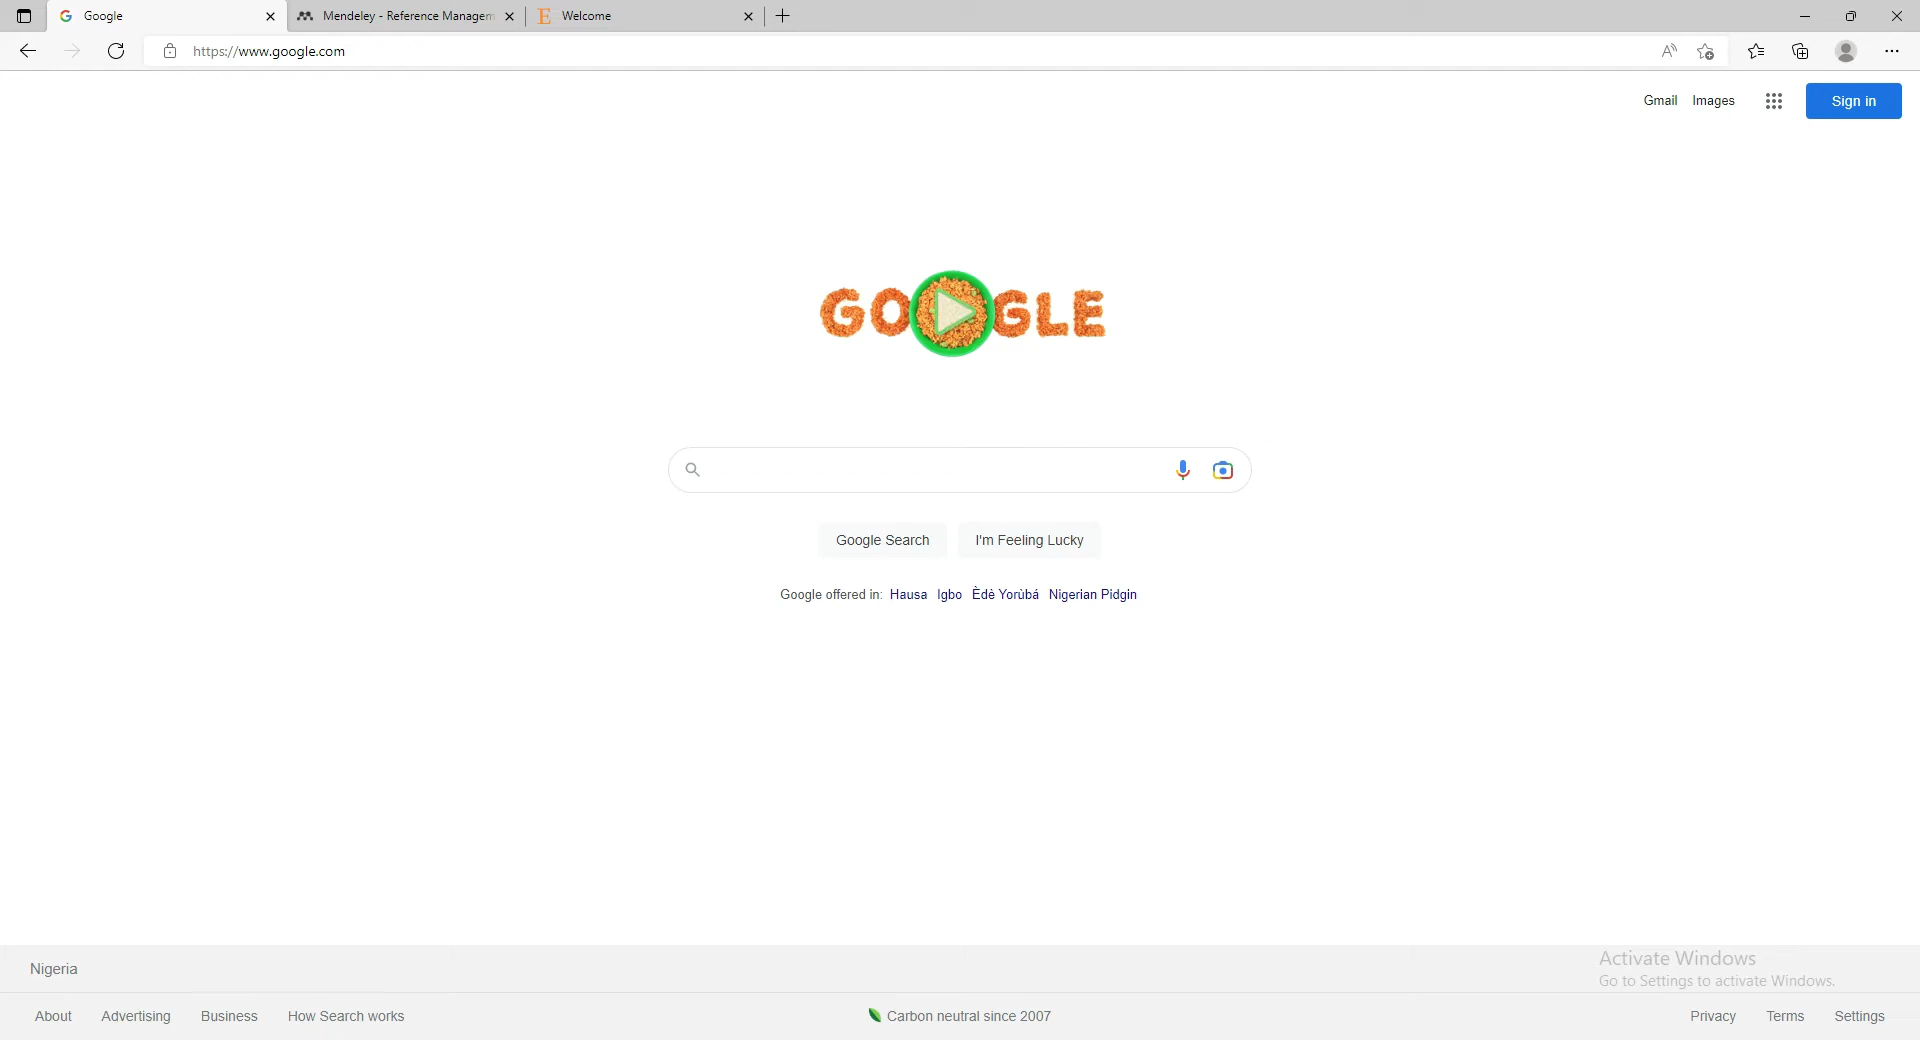 Google
Mendeley - Reference Managem
Welcome
https://www.google.com
Gmail Images
Sign in
GOOGLE
Google Search
I'm Feeling Lucky
Google offered in: Hausa Igbo Èdè Yorùbá Nigerian Pidgin
Nigeria
Activate Windows
Go to Settings to activate Windows.
About Advertising Business How Search works
Carbon neutral since 2007
Privacy Terms Settings